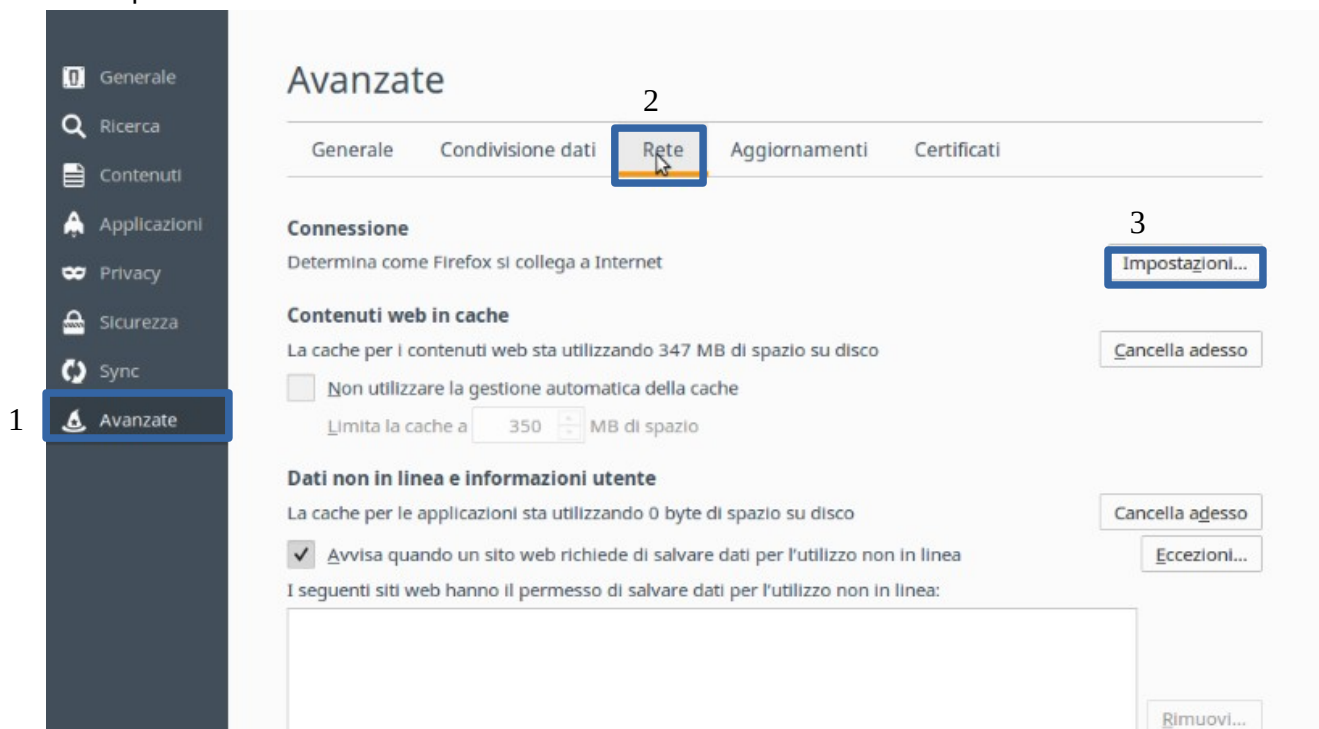 Generale
Ricerca
Contenuti
Applicazioni
Privacy
Sicurezza
Sync
1
Avanzate
Avanzate
2
Generale Condivisione dati Rete Aggiornamenti Certificati
Connessione
3
Determina come Firefox si collega a Internet Impostazioni...
Contenuti web in cache
La cache per i contenuti web sta utilizzando 347 MB di spazio su disco Cancella adesso
Non utilizzare la gestione automatica della cache
Limita la cache a 350 MB di spazio
Dati non in linea e informazioni utente
La cache per le applicazioni sta utilizzando 0 byte di spazio su disco Cancella adesso
Avvisa quando un sito web richiede di salvare dati per l'utilizzo non in linea Eccezioni...
I seguenti siti web hanno il permesso di salvare dati per l'utilizzo non in linea:
Rimuovi...